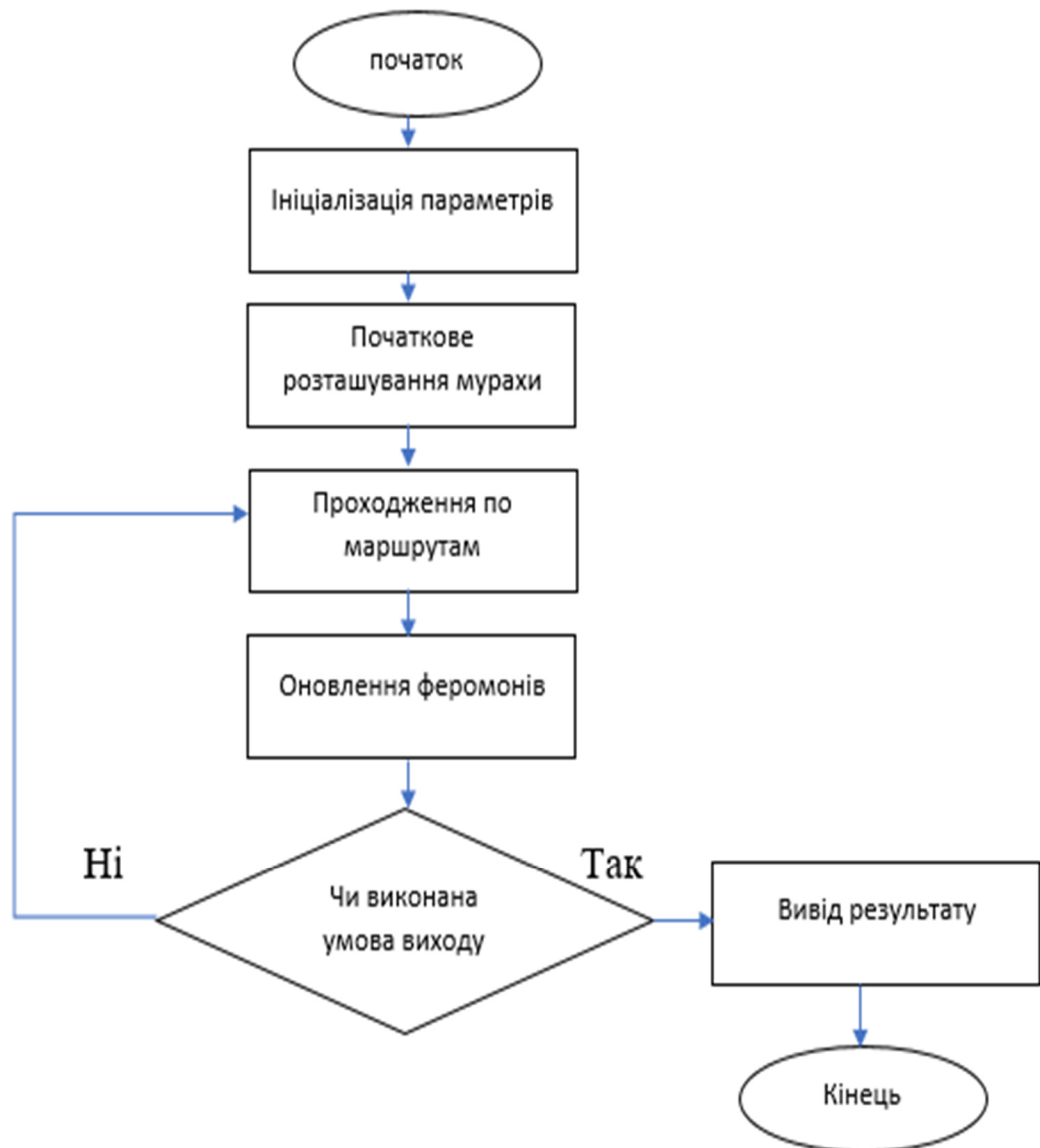 початок
Ініціалізація параметрів
Початкове
розташування мурахи
Проходження по
маршрутам
Оновлення феромонів
Ні
Так
Чи виконана
умова виходу
Вивід результату
Кінець